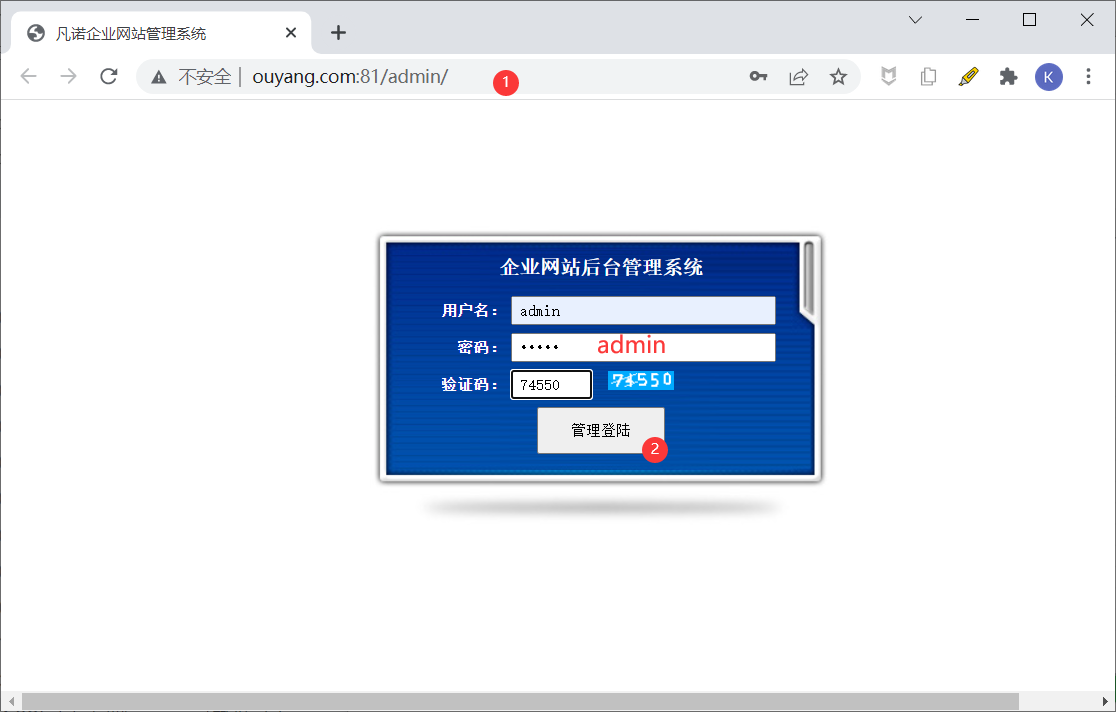 凡诺企业网站管理系统
不安全 | ouyang.com:81/admin/
1
K
企业网站后台管理系统
用户名： admin
密码： ••••• admin
验证码： 74550 74550
管理登陆
2